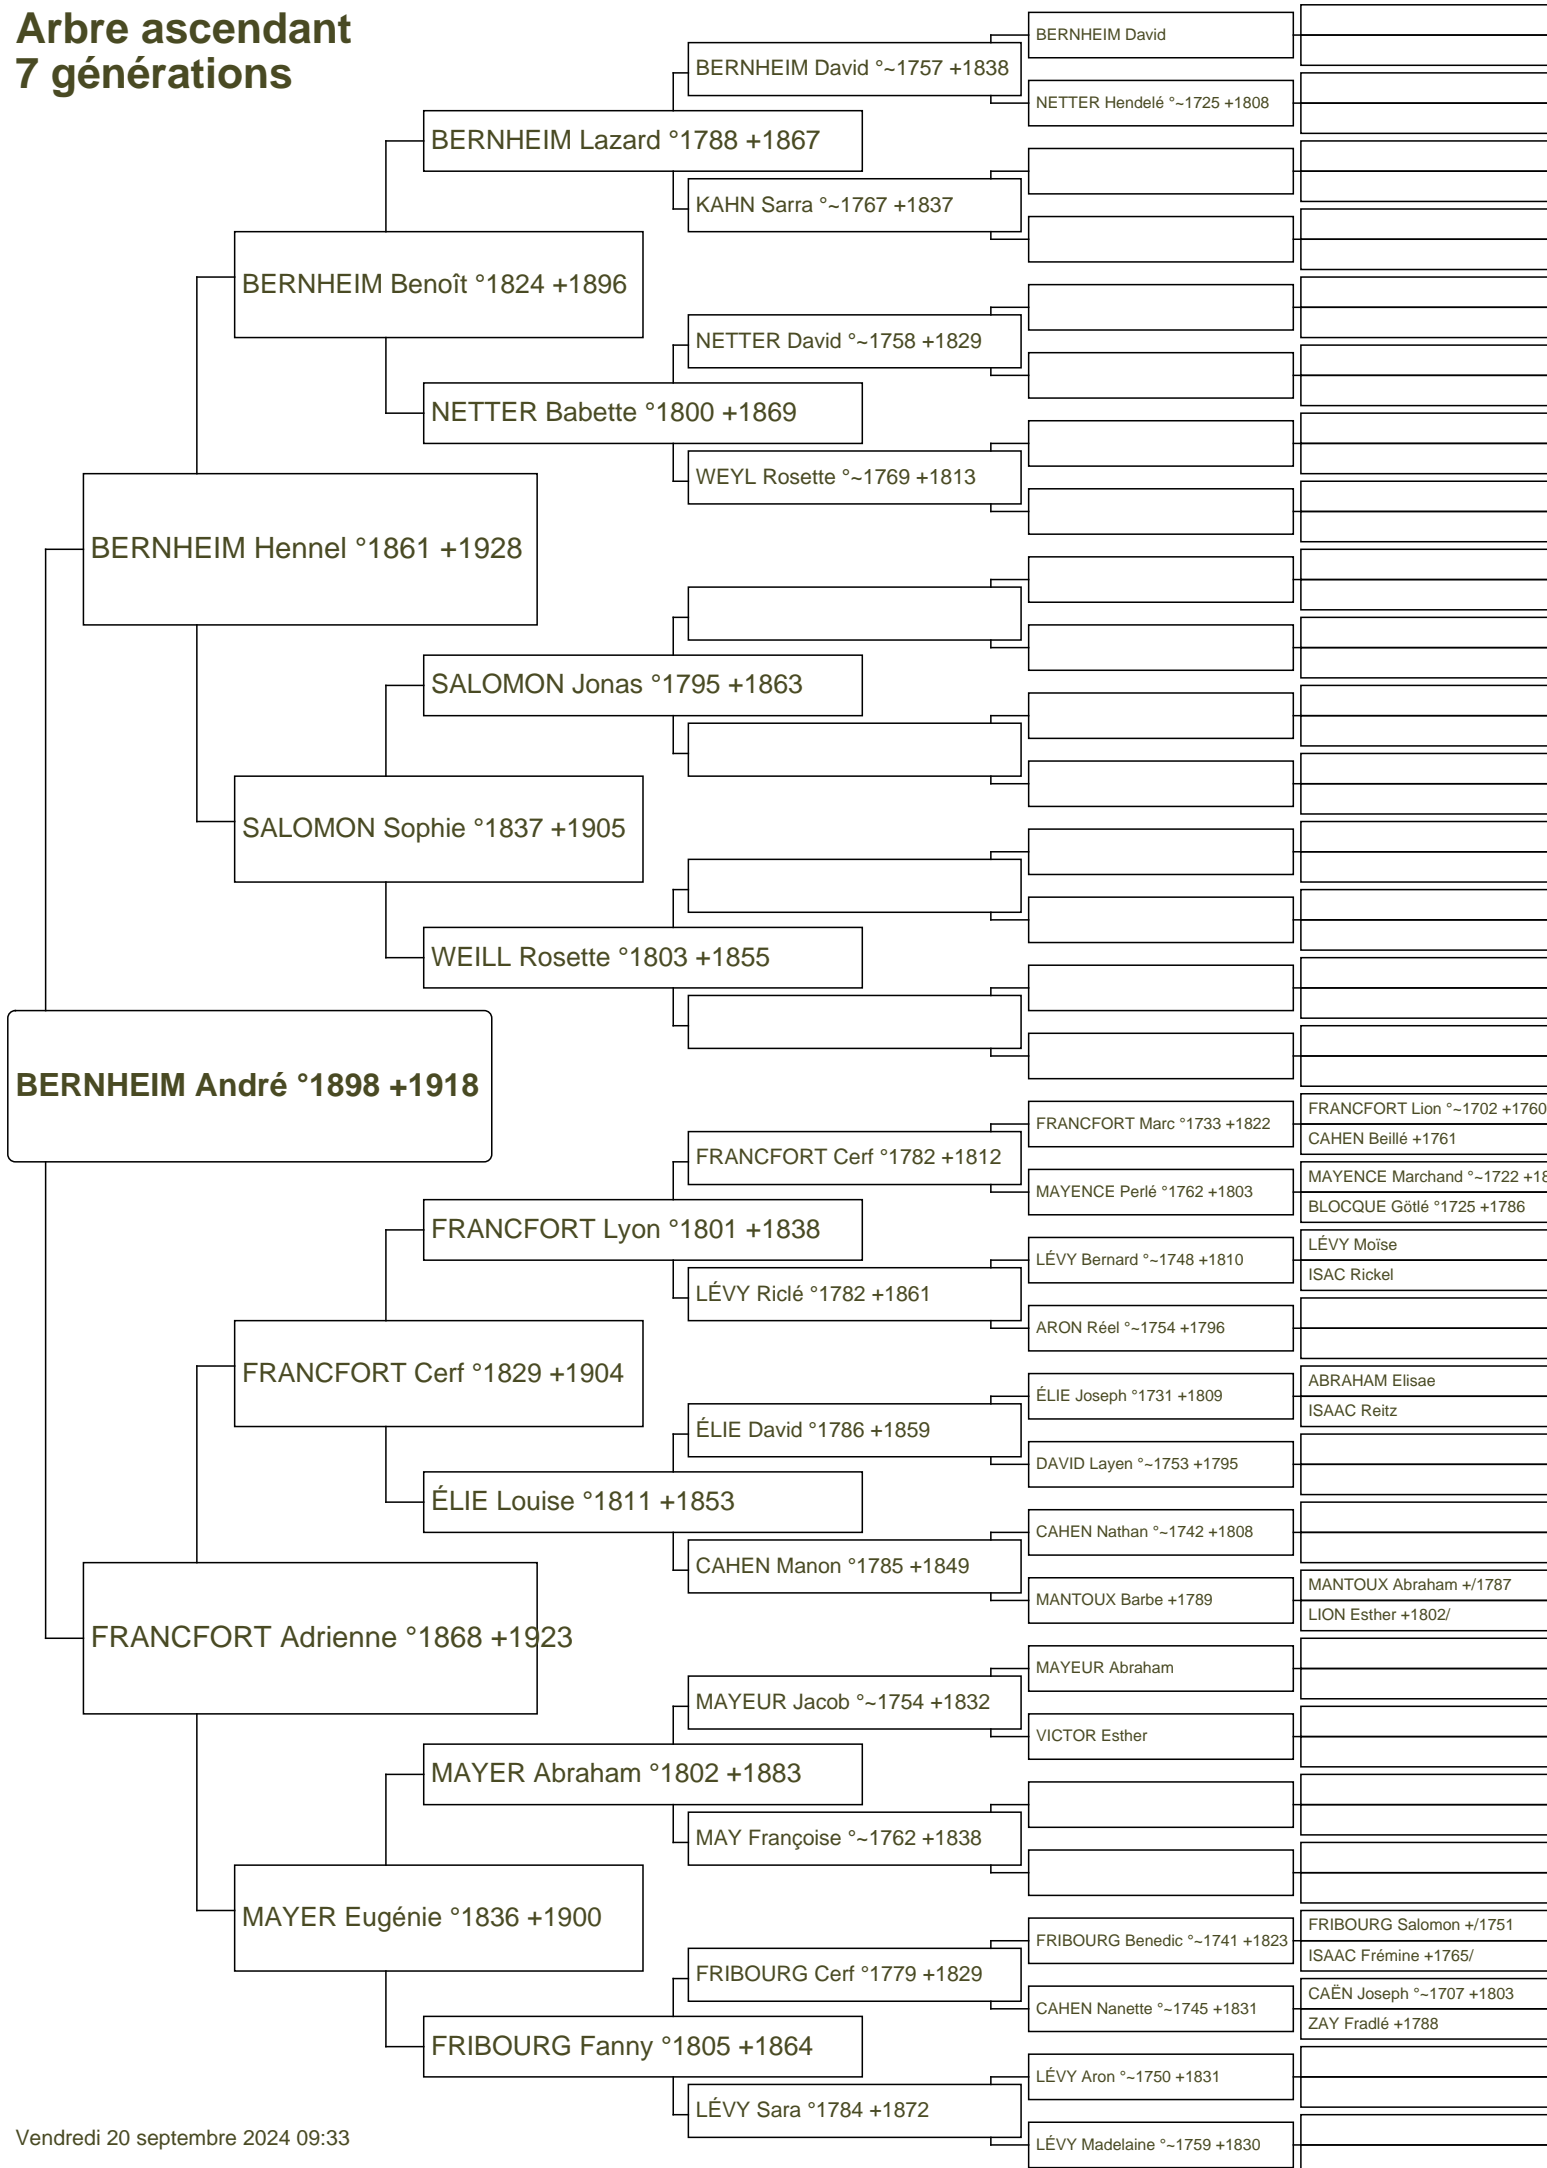 Arbre ascendant
7 générations
BERNHEIM André °1898 +1918
BERNHEIM Hennel °1861 +1928
FRANCFORT Adrienne °1868 +1923
BERNHEIM Benoît °1824 +1896
SALOMON Sophie °1837 +1905
FRANCFORT Cerf °1829 +1904
MAYER Eugénie °1836 +1900
BERNHEIM Lazard °1788 +1867
NETTER Babette °1800 +1869
SALOMON Jonas °1795 +1863
WEILL Rosette °1803 +1855
FRANCFORT Lyon °1801 +1838
ÉLIE Louise °1811 +1853
MAYER Abraham °1802 +1883
FRIBOURG Fanny °1805 +1864
BERNHEIM David °~1757 +1838
KAHN Sarra °~1767 +1837
NETTER David °~1758 +1829
WEYL Rosette °~1769 +1813
FRANCFORT Cerf °1782 +1812
LÉVY Riclé °1782 +1861
ÉLIE David °1786 +1859
CAHEN Manon °1785 +1849
MAYEUR Jacob °~1754 +1832
MAY Françoise °~1762 +1838
FRIBOURG Cerf °1779 +1829
LÉVY Sara °1784 +1872
BERNHEIM David
NETTER Hendelé °~1725 +1808
FRANCFORT Marc °1733 +1822
MAYENCE Perlé °1762 +1803
LÉVY Bernard °~1748 +1810
ARON Réel °~1754 +1796
ÉLIE Joseph °1731 +1809
DAVID Layen °~1753 +1795
CAHEN Nathan °~1742 +1808
MANTOUX Barbe +1789
MAYEUR Abraham
VICTOR Esther
FRIBOURG Benedic °~1741 +1823
CAHEN Nanette °~1745 +1831
LÉVY Aron °~1750 +1831
LÉVY Madelaine °~1759 +1830
FRANCFORT Lion °~1702 +1760
CAHEN Beillé +1761
MAYENCE Marchand °~1722 +18
BLOCQUE Götlé °1725 +1786
LÉVY Moïse
ISAC Rickel
ABRAHAM Elisae
ISAAC Reitz
MANTOUX Abraham +/1787
LION Esther +1802/
FRIBOURG Salomon +/1751
ISAAC Frémine +1765/
CAËN Joseph °~1707 +1803
ZAY Fradlé +1788
Vendredi 20 septembre 2024 09:33